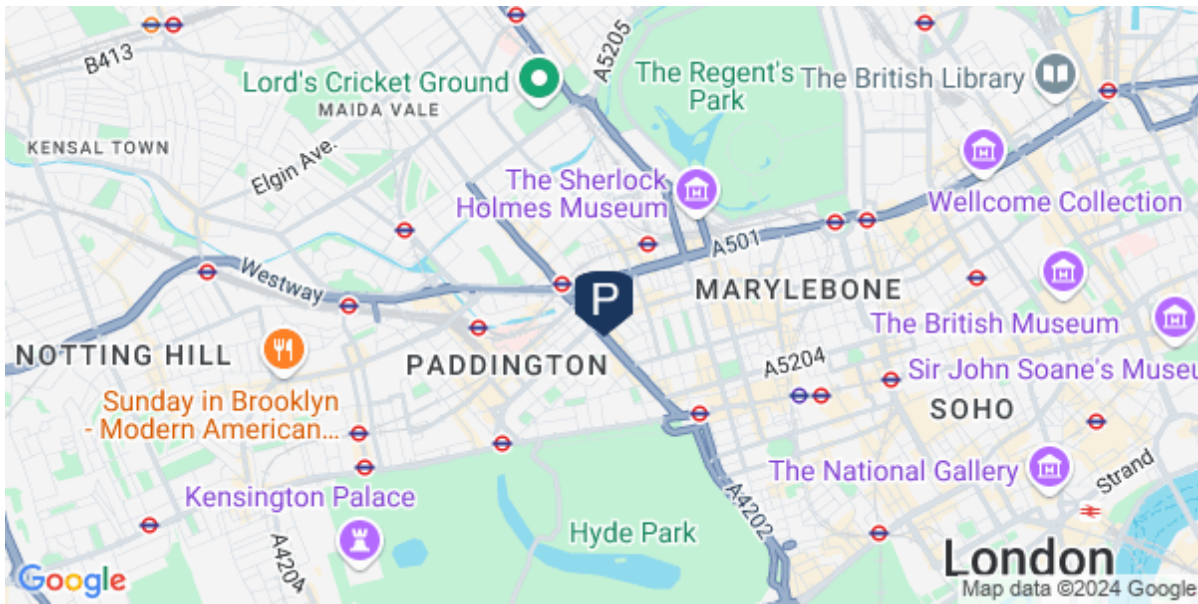 B413
A5205
Lord's Cricket Ground
MAIDA VALE
The Regent's
Park
The British Library
KENSAL TOWN
Elgin Ave.
The Sherlock
Holmes Museum
Wellcome Collection
A501
Westway
P
MARYLEBONE
The British Museum
NOTTING HILL
PADDINGTON
A5204
Sir John Soane's Museu
Sunday in Brooklyn
- Modern American...
SOHO
The National Gallery
Strand
Kensington Palace
A4202
Hyde Park
A4204
London
Google
Map data ©2024 Google